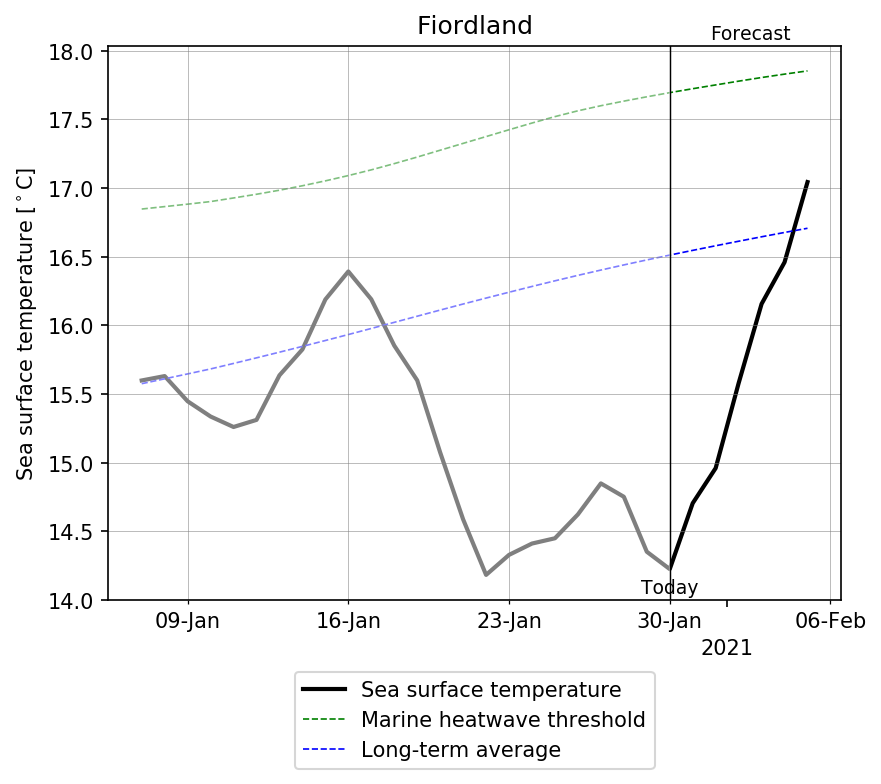 Fiordland
Forecast
Sea surface temperature [°C]
18.0
17.5
17.0
16.5
16.0
15.5
15.0
14.5
14.0
Today
09-Jan
16-Jan
23-Jan
30-Jan
06-Feb
2021
Sea surface temperature
Marine heatwave threshold
Long-term average